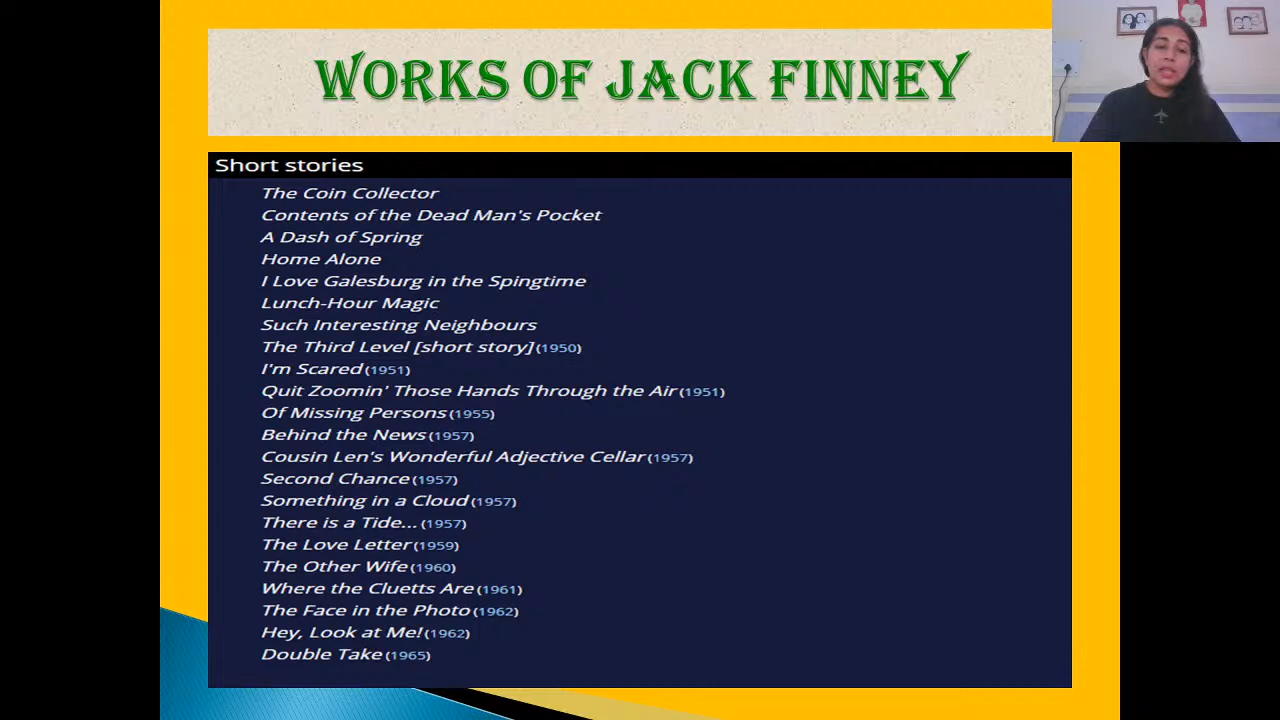 WORKS OF JACK FINNEY
Short stories
The Coin Collector
Contents of the Dead Man's Pocket
A Dash of Spring
Home Alone
I Love Galesburg in the Spingtime
Lunch-Hour Magic
Such Interesting Neighbours
The Third Level [short story] (1950)
I'm Scared (1951)
Quit Zoomin' Those Hands Through the Air (1951)
Of Missing Persons (1955)
Behind the News (1957)
Cousin Len's Wonderful Adjective Cellar (1957)
Second Chance (1957)
Something in a Cloud (1957)
There is a Tide... (1957)
The Love Letter (1959)
The Other Wife (1960)
Where the Cluetts Are (1961)
The Face in the Photo (1962)
Hey, Look at Me! (1962)
Double Take (1965)